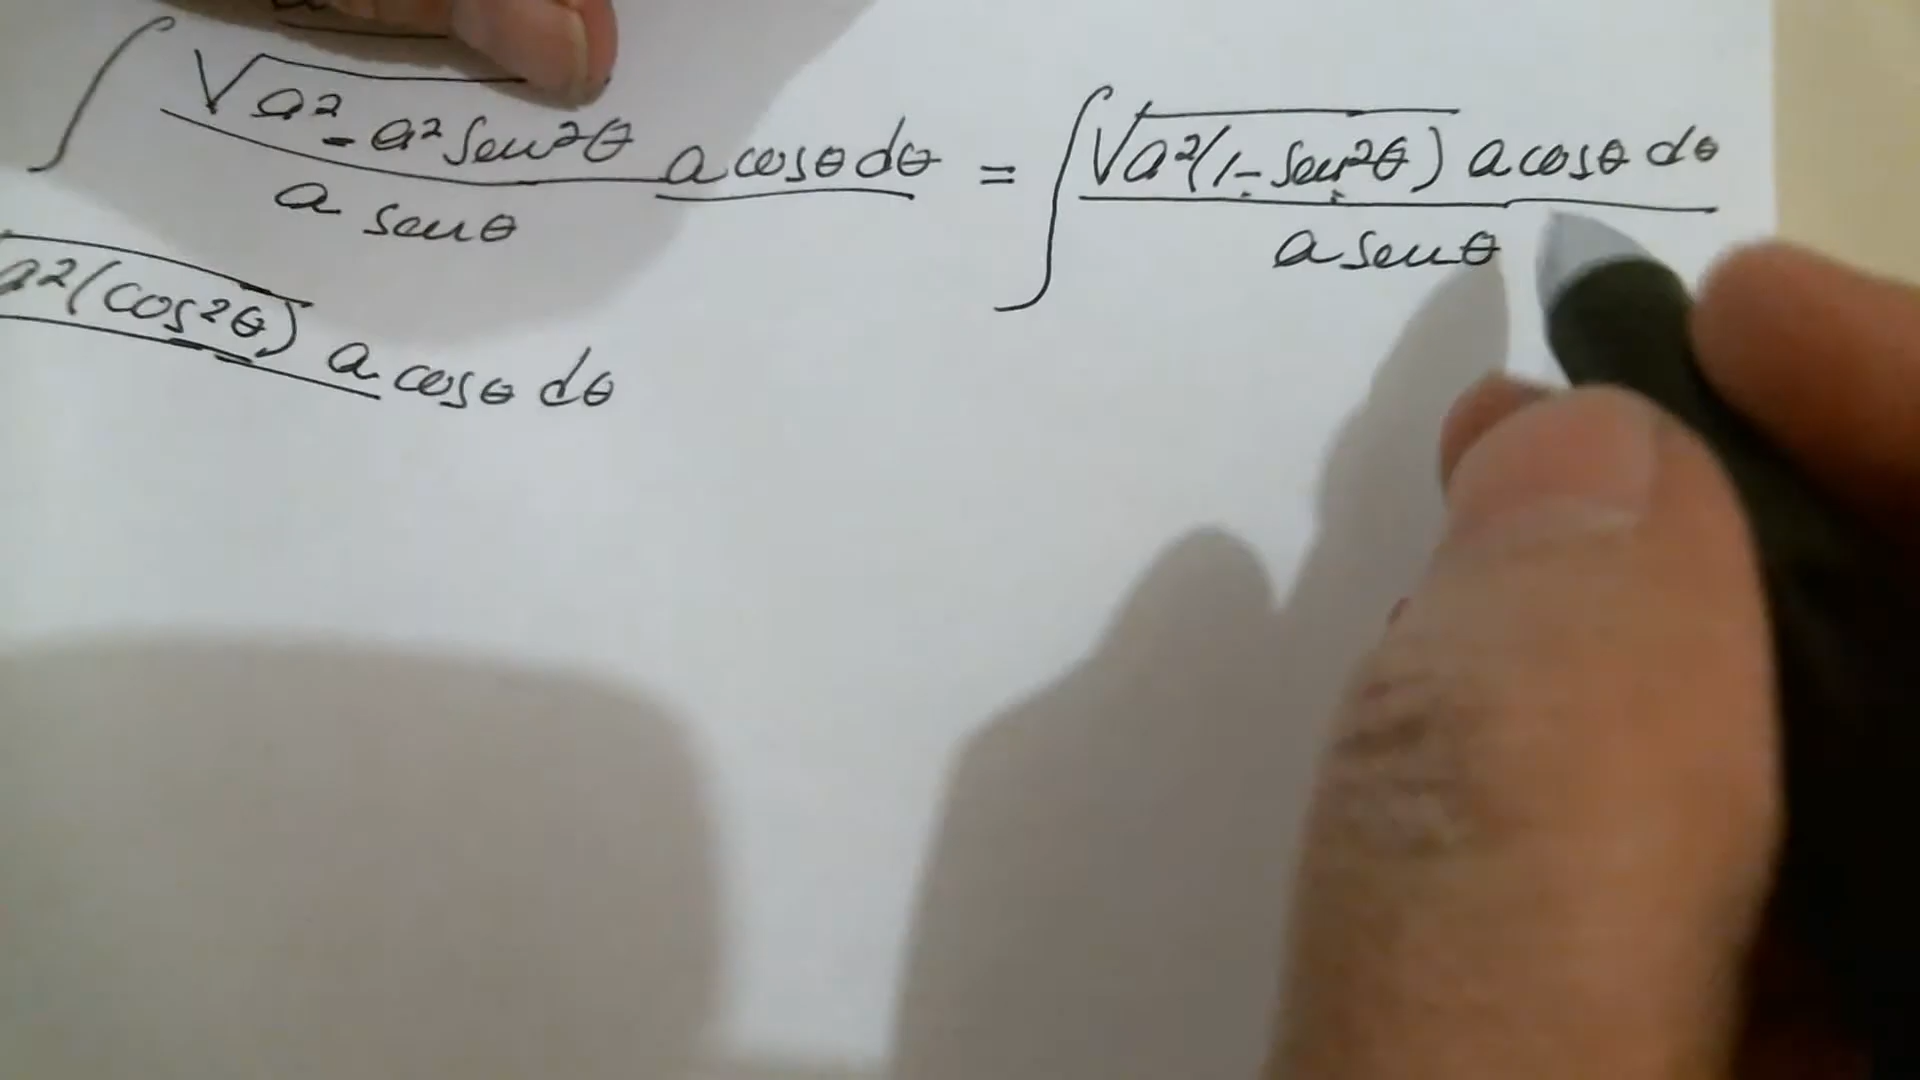 ∫ √(a² - a² sen²θ) / (a senθ) a cosθ dθ = ∫ √(a²(1 - sen²θ)) a cosθ dθ / (a senθ)
a²(cos²θ) a cosθ dθ